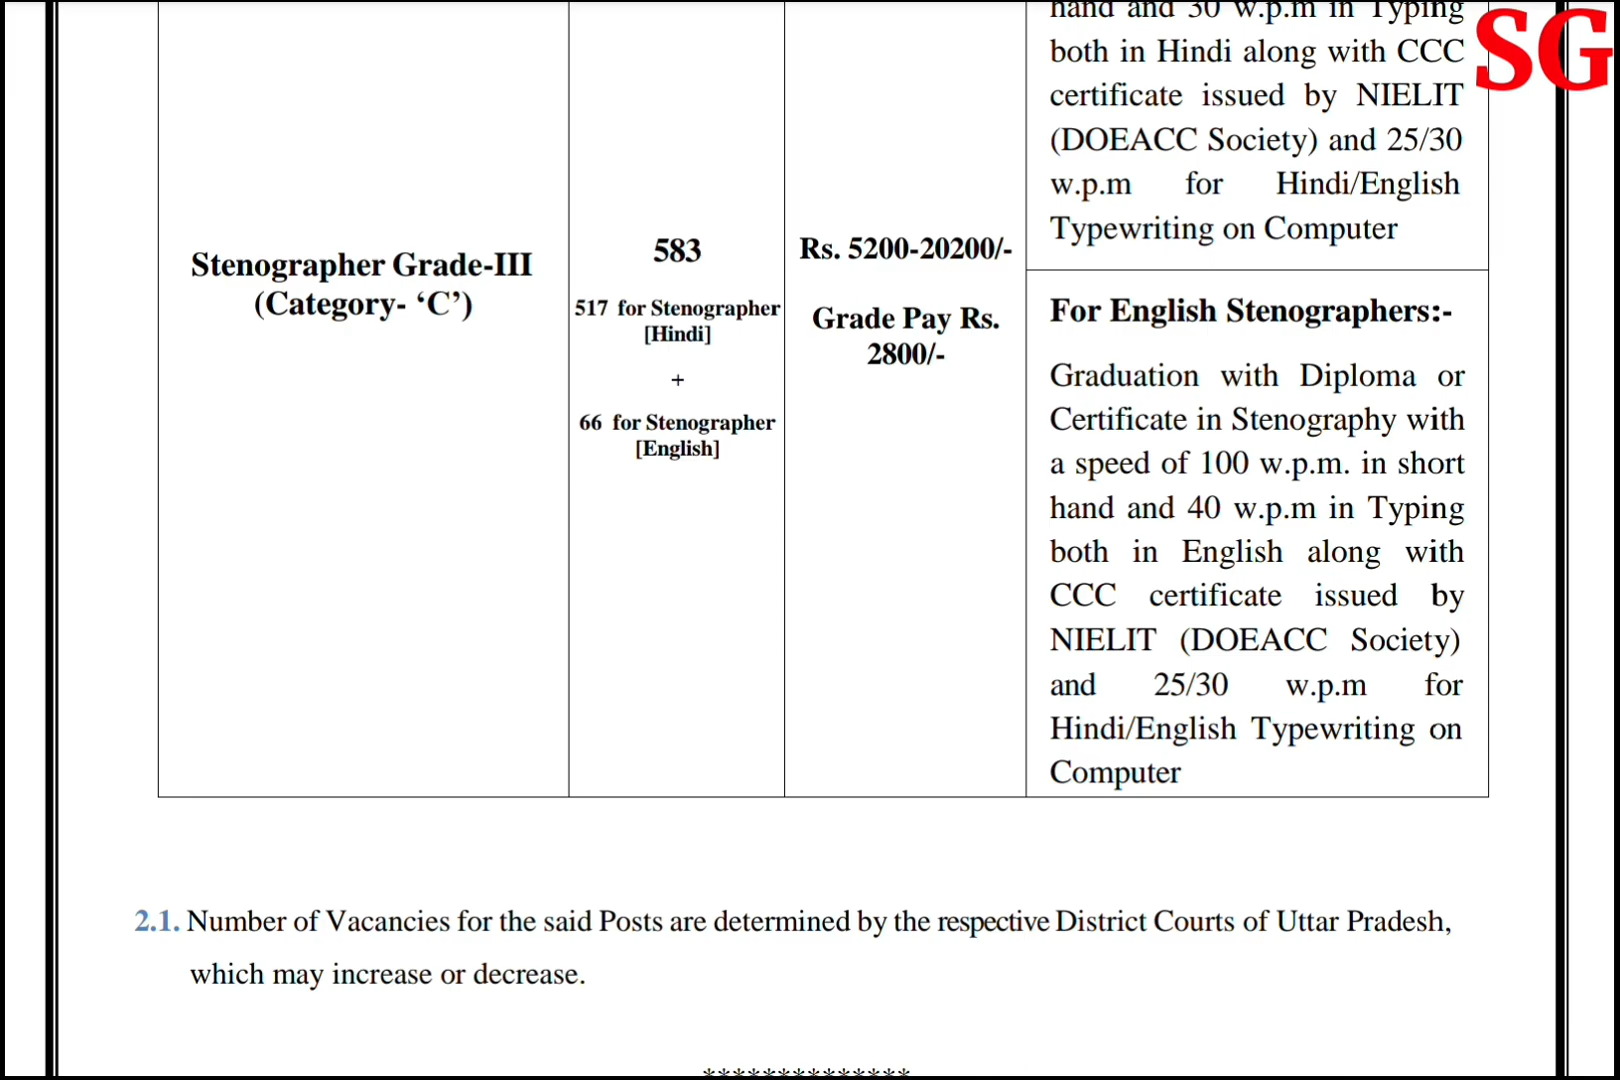 hand and 30 w.p.m in Typing
both in Hindi along with CCC
certificate issued by NIELIT
(DOEACC Society) and 25/30
w.p.m for Hindi/English
Typewriting on Computer
SG
Stenographer Grade-III
(Category- ‘C’)
583
517 for Stenographer
[Hindi]
+
66 for Stenographer
[English]
Rs. 5200-20200/-
Grade Pay Rs.
2800/-
For English Stenographers:-
Graduation with Diploma or
Certificate in Stenography with
a speed of 100 w.p.m. in short
hand and 40 w.p.m in Typing
both in English along with
CCC certificate issued by
NIELIT (DOEACC Society)
and 25/30 w.p.m for
Hindi/English Typewriting on
Computer
2.1. Number of Vacancies for the said Posts are determined by the respective District Courts of Uttar Pradesh,
which may increase or decrease.
**************